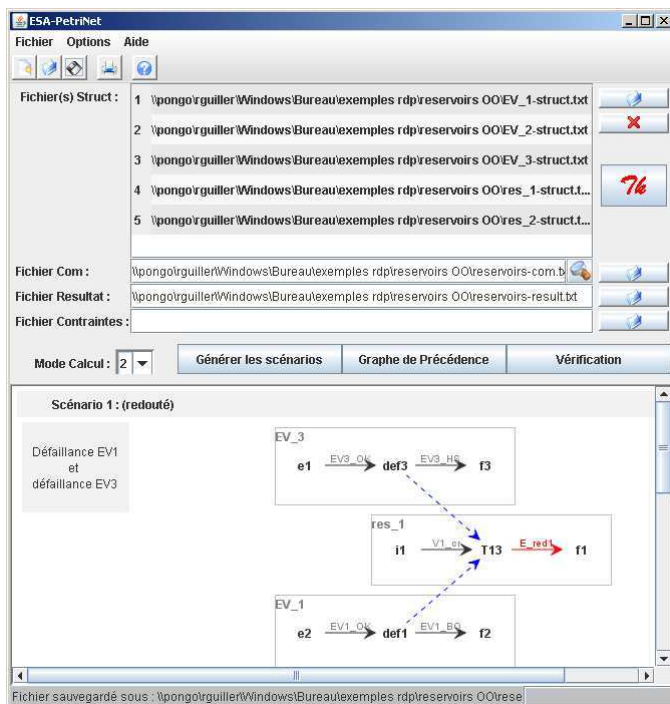 ESA-PetriNet
Fichier Options Aide
Fichier(s) Struct :
1 \\pongo\rguiller\Windows\Bureau\exemples rdp\reservoirs OO\EV_1-struct.txt
2 \\pongo\rguiller\Windows\Bureau\exemples rdp\reservoirs OO\EV_2-struct.txt
3 \\pongo\rguiller\Windows\Bureau\exemples rdp\reservoirs OO\EV_3-struct.txt
4 \\pongo\rguiller\Windows\Bureau\exemples rdp\reservoirs OO\res_1-struct.t...
5 \\pongo\rguiller\Windows\Bureau\exemples rdp\reservoirs OO\res_2-struct.t...
Tk
Fichier Com : \\pongo\rguiller\Windows\Bureau\exemples rdp\reservoirs OO\reservoirs-com.tx
Fichier Resultat : \\pongo\rguiller\Windows\Bureau\exemples rdp\reservoirs OO\reservoirs-result.txt
Fichier Contraintes :
Mode Calcul : 2 Générer les scénarios Graphe de Précédence Vérification
Scénario 1 : (redouté)
Défaillance EV1
et
défaillance EV3
EV_3
e1 EV3_OK def3 EV3_HS f3
res_1
i1 T13 E_red1 f1
EV_1
e2 EV1_OK def1 EV1_BO f2
Fichier sauvegardé sous : \\pongo\rguiller\Windows\Bureau\exemples rdp\reservoirs OO\rese